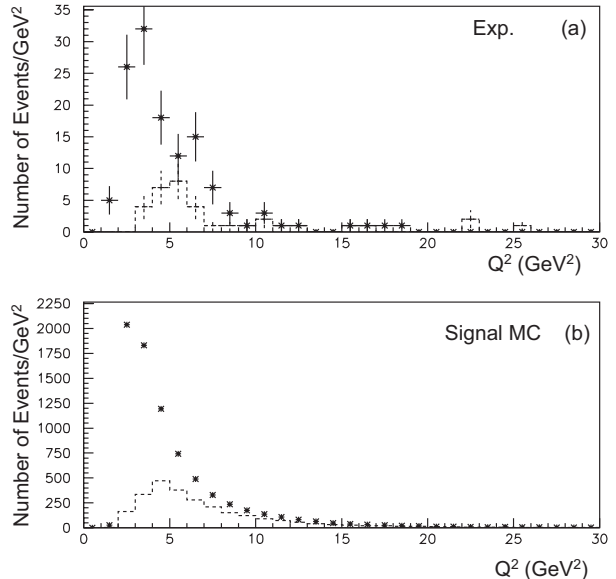 Number of Events/GeV²
35
30
25
20
15
10
5
0
Exp. (a)
0 5 10 15 20 25 30
Q² (GeV²)
Number of Events/GeV²
2250
2000
1750
1500
1250
1000
750
500
250
0
Signal MC (b)
0 5 10 15 20 25 30
Q² (GeV²)